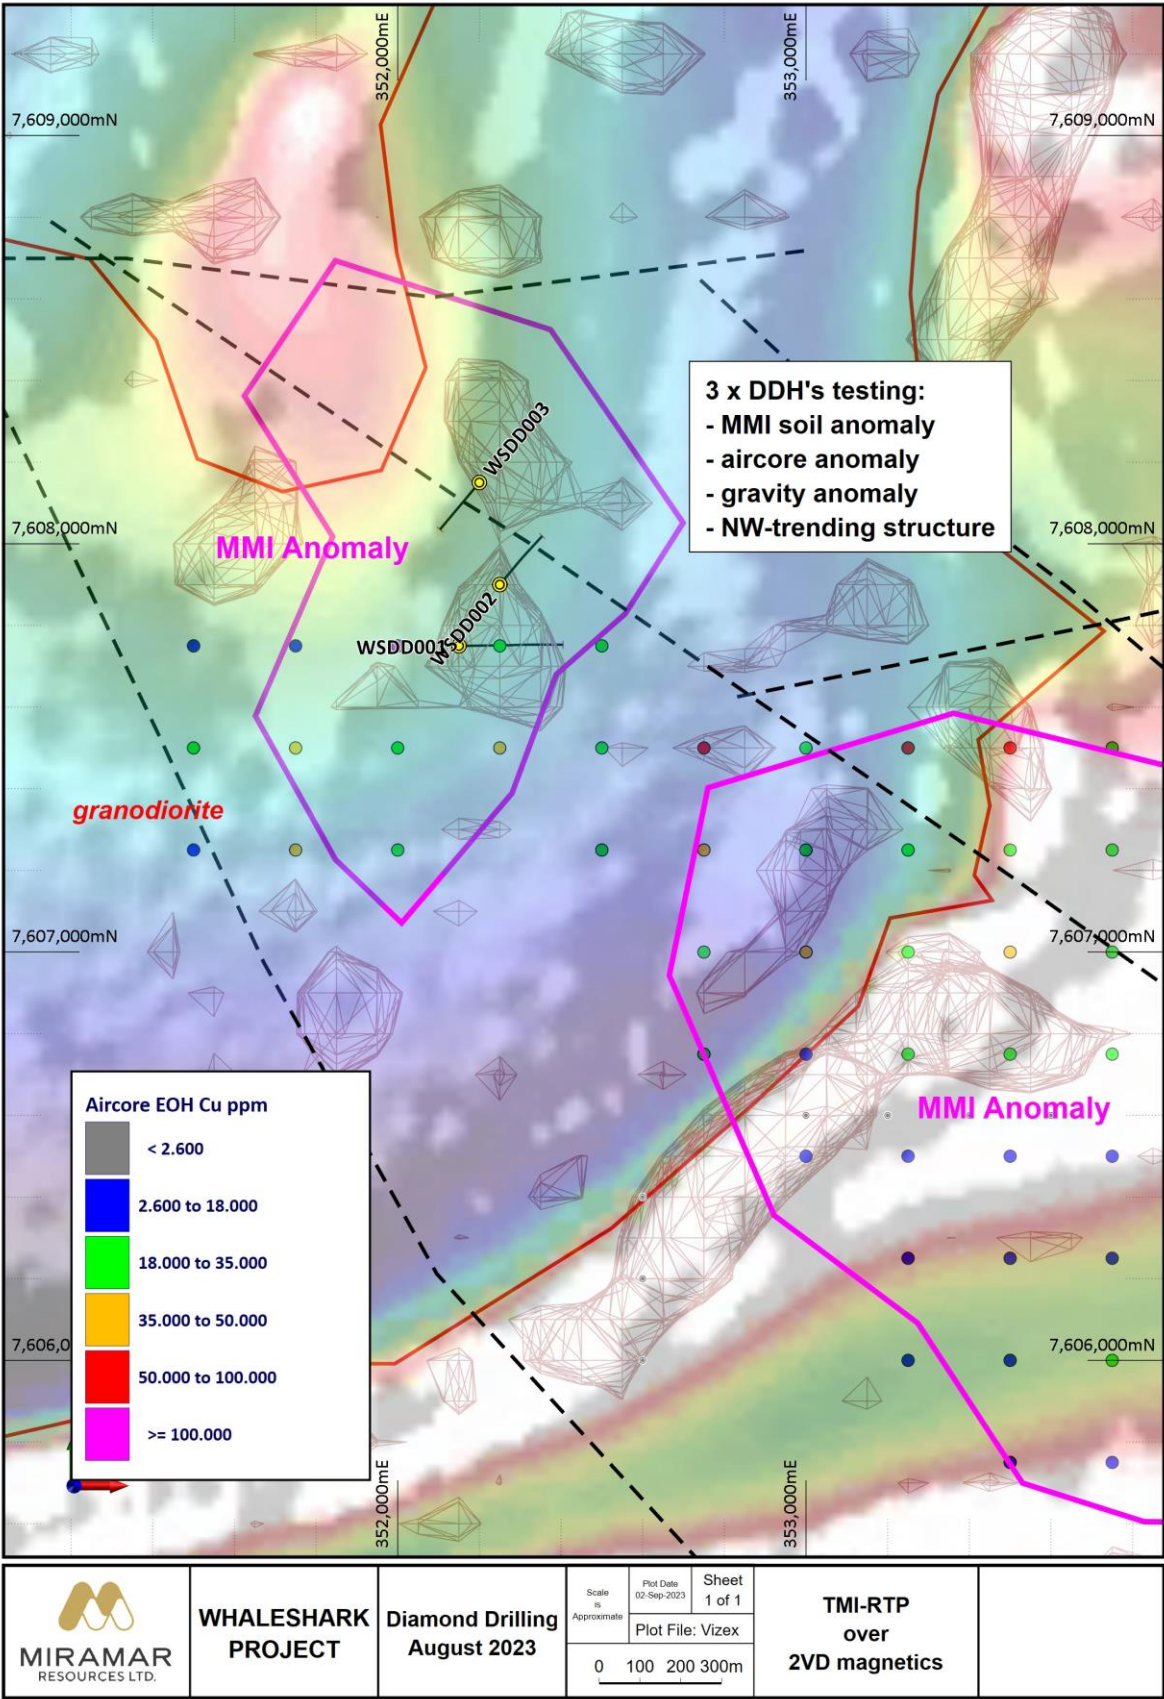 352,000mE
353,000mE
7,609,000mN
7,609,000mN
3 x DDH's testing:
- MMI soil anomaly
- aircore anomaly
- gravity anomaly
- NW-trending structure
WSDD003
7,608,000mN
7,608,000mN
MMI Anomaly
WSDD002
WSDD001
granodiorite
7,607,000mN
7,607,000mN
Aircore EOH Cu ppm
< 2.600
2.600 to 18.000
18.000 to 35.000
35.000 to 50.000
50.000 to 100.000
>= 100.000
MMI Anomaly
7,606,0
7,606,000mN
352,000mE
353,000mE
MIRAMAR
RESOURCES LTD.
WHALESHARK
PROJECT
Diamond Drilling
August 2023
Scale
is
Approximate
Plot Date
02-Sep-2023
Sheet
1 of 1
Plot File: Vizex
0 100 200 300m
TMI-RTP
over
2VD magnetics